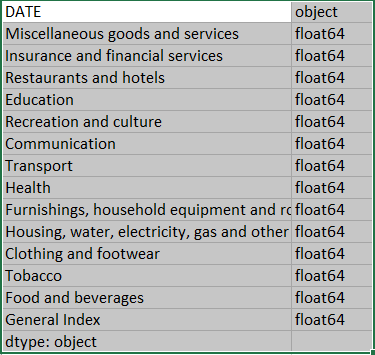 DATE object
Miscellaneous goods and services float64
Insurance and financial services float64
Restaurants and hotels float64
Education float64
Recreation and culture float64
Communication float64
Transport float64
Health float64
Furnishings, household equipment and ro float64
Housing, water, electricity, gas and other float64
Clothing and footwear float64
Tobacco float64
Food and beverages float64
General Index float64
dtype: object